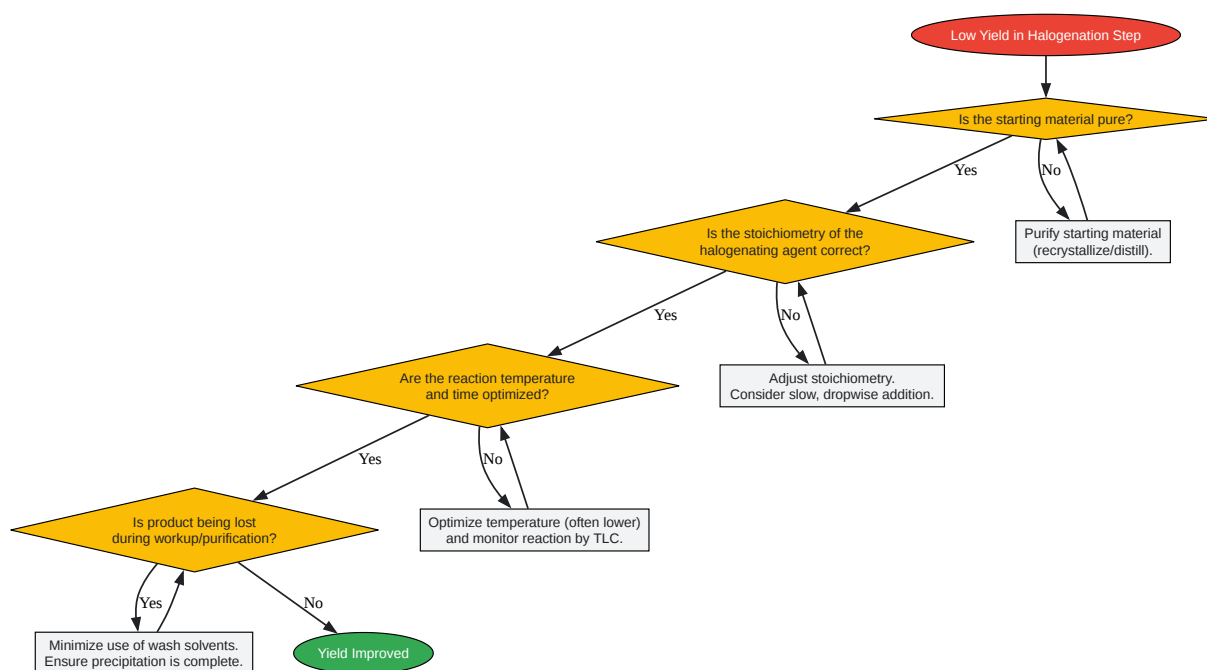 Low Yield in Halogenation Step
Is the starting material pure?
Yes
No
Purify starting material
(recrystallize/distill).
Is the stoichiometry of the
halogenating agent correct?
Yes
No
Adjust stoichiometry.
Consider slow, dropwise addition.
Are the reaction temperature
and time optimized?
Yes
No
Optimize temperature (often lower)
and monitor reaction by TLC.
Is product being lost
during workup/purification?
Yes
No
Minimize use of wash solvents.
Ensure precipitation is complete.
Yield Improved